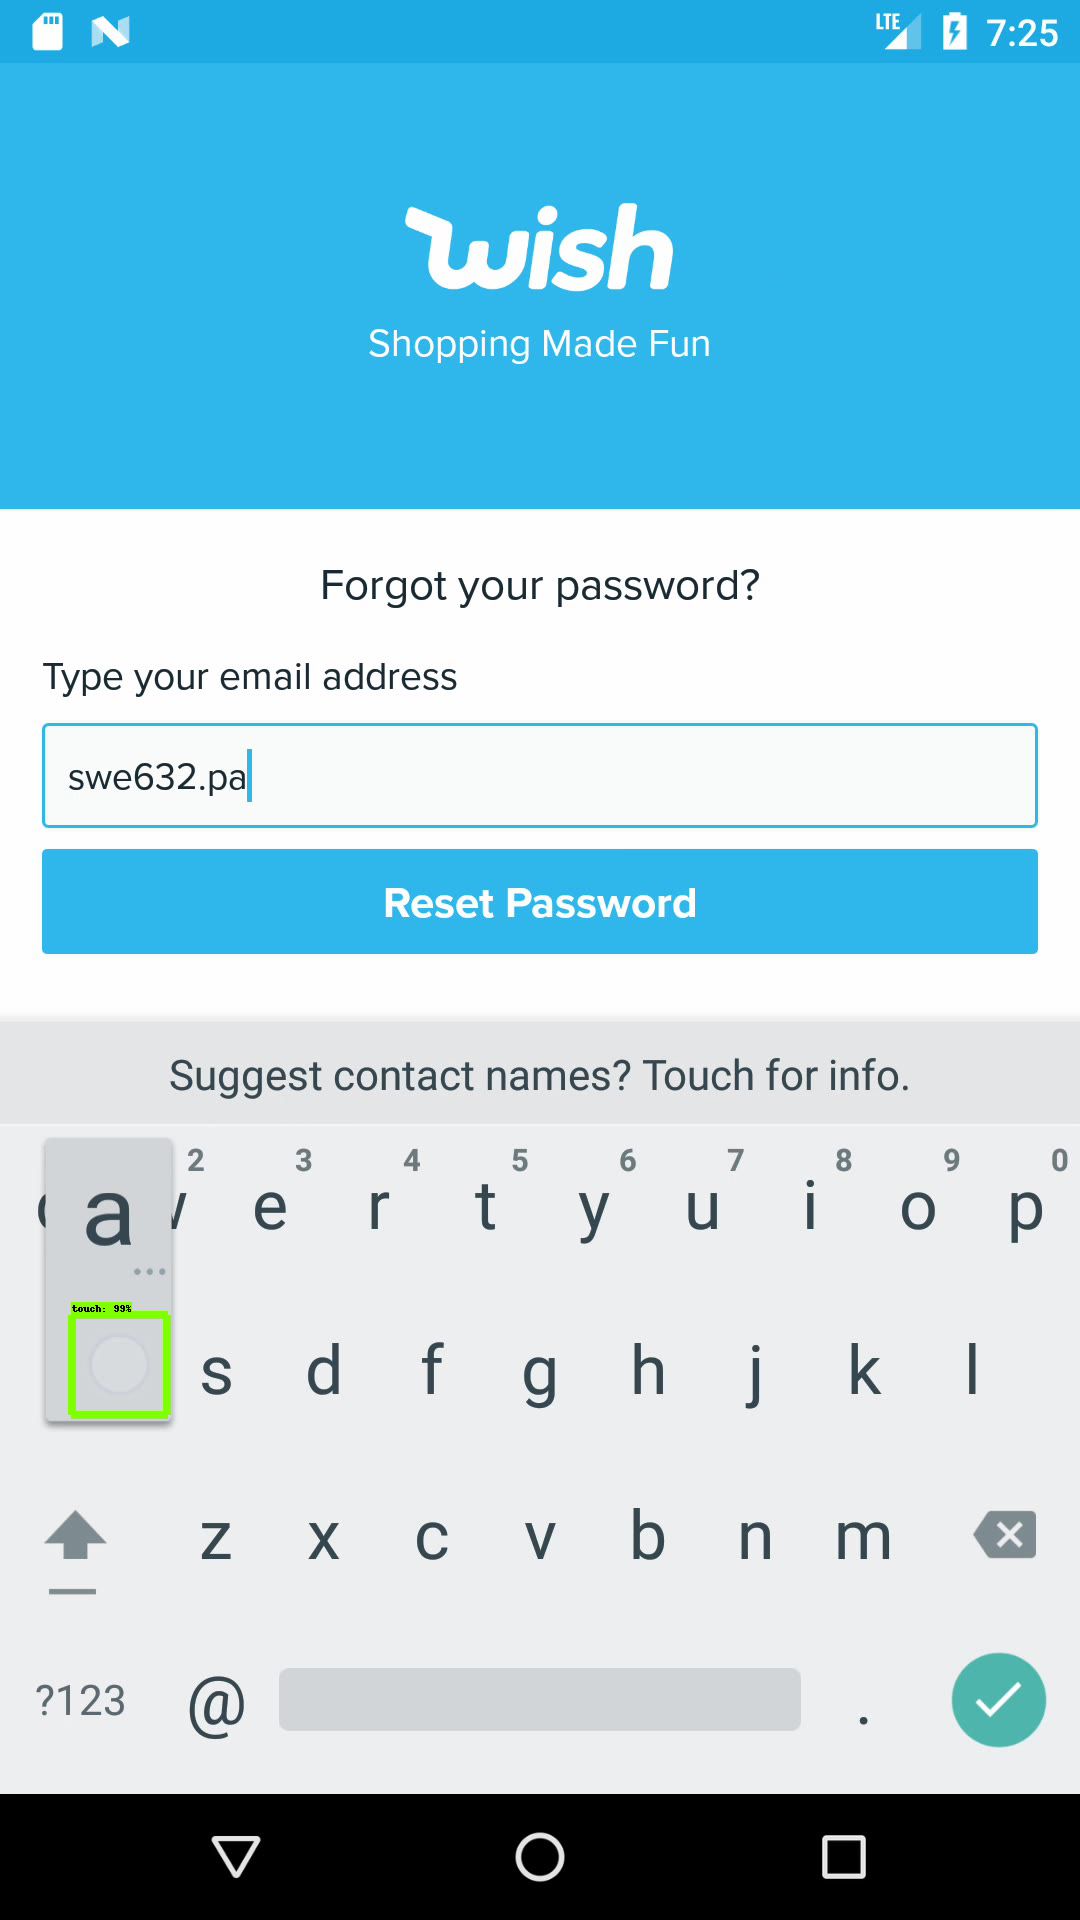 LTE 7:25
wish
Shopping Made Fun
Forgot your password?
Type your email address
swe632.pa
Reset Password
Suggest contact names? Touch for info.
2 3 4 5 6 7 8 9 0
a e r t y u i o p
...
touch: 99%
s d f g h j k l
z x c v b n m
?123 @ .